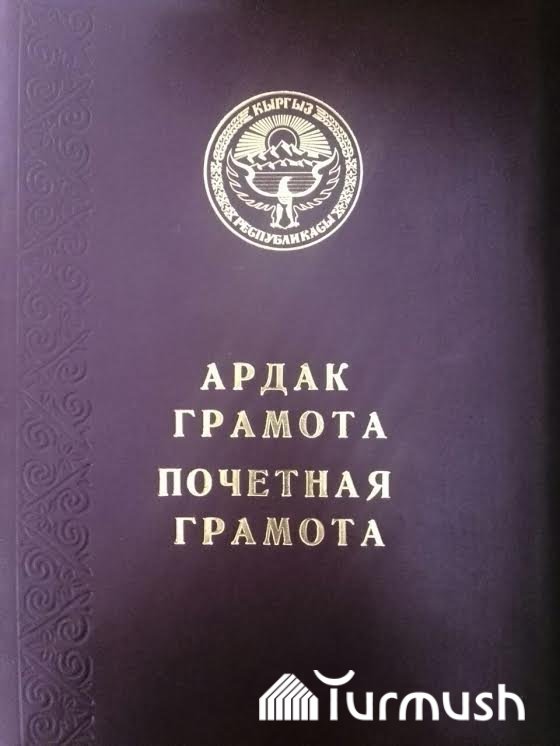 КЫРГЫЗ
РЕСПУБЛИКАСЫ
АРДАК
ГРАМОТА
ПОЧЕТНАЯ
ГРАМОТА
Turmush